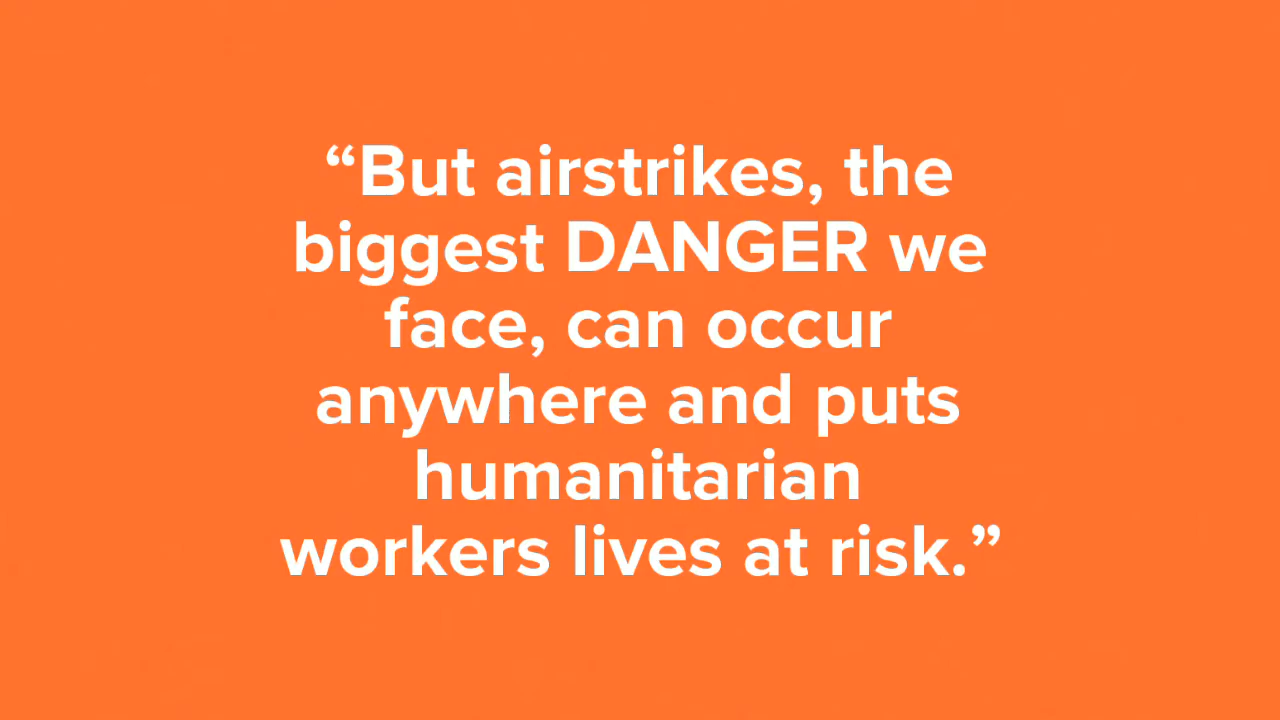 “But airstrikes, the
biggest DANGER we
face, can occur
anywhere and puts
humanitarian
workers lives at risk.”